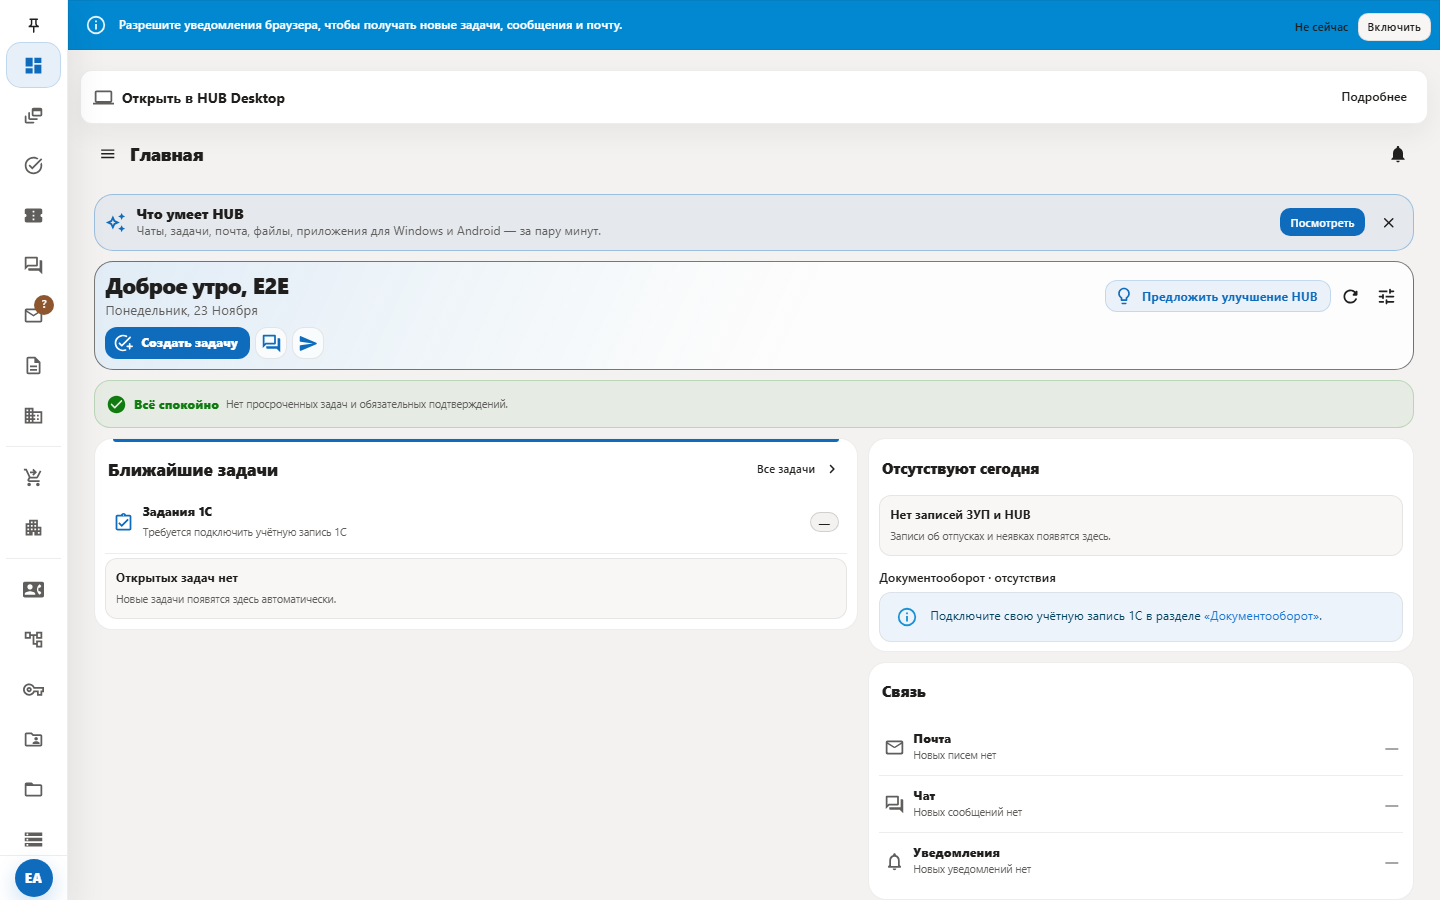 Разрешите уведомления браузера, чтобы получать новые задачи, сообщения и почту.
Не сейчас
Включить
Открыть в HUB Desktop
Подробнее
Главная
Что умеет HUB
Чаты, задачи, почта, файлы, приложения для Windows и Android — за пару минут.
Посмотреть
Доброе утро, E2E
Понедельник, 23 Ноября
Предложить улучшение HUB
Создать задачу
?
Всё спокойно Нет просроченных задач и обязательных подтверждений.
Ближайшие задачи
Все задачи
Задания 1С
Требуется подключить учётную запись 1С
—
Открытых задач нет
Новые задачи появятся здесь автоматически.
Отсутствуют сегодня
Нет записей ЗУП и HUB
Записи об отпусках и неявках появятся здесь.
Документооборот · отсутствия
Подключите свою учётную запись 1С в разделе «Документооборот».
Связь
Почта
Новых писем нет
—
Чат
Новых сообщений нет
—
Уведомления
Новых уведомлений нет
—
EA